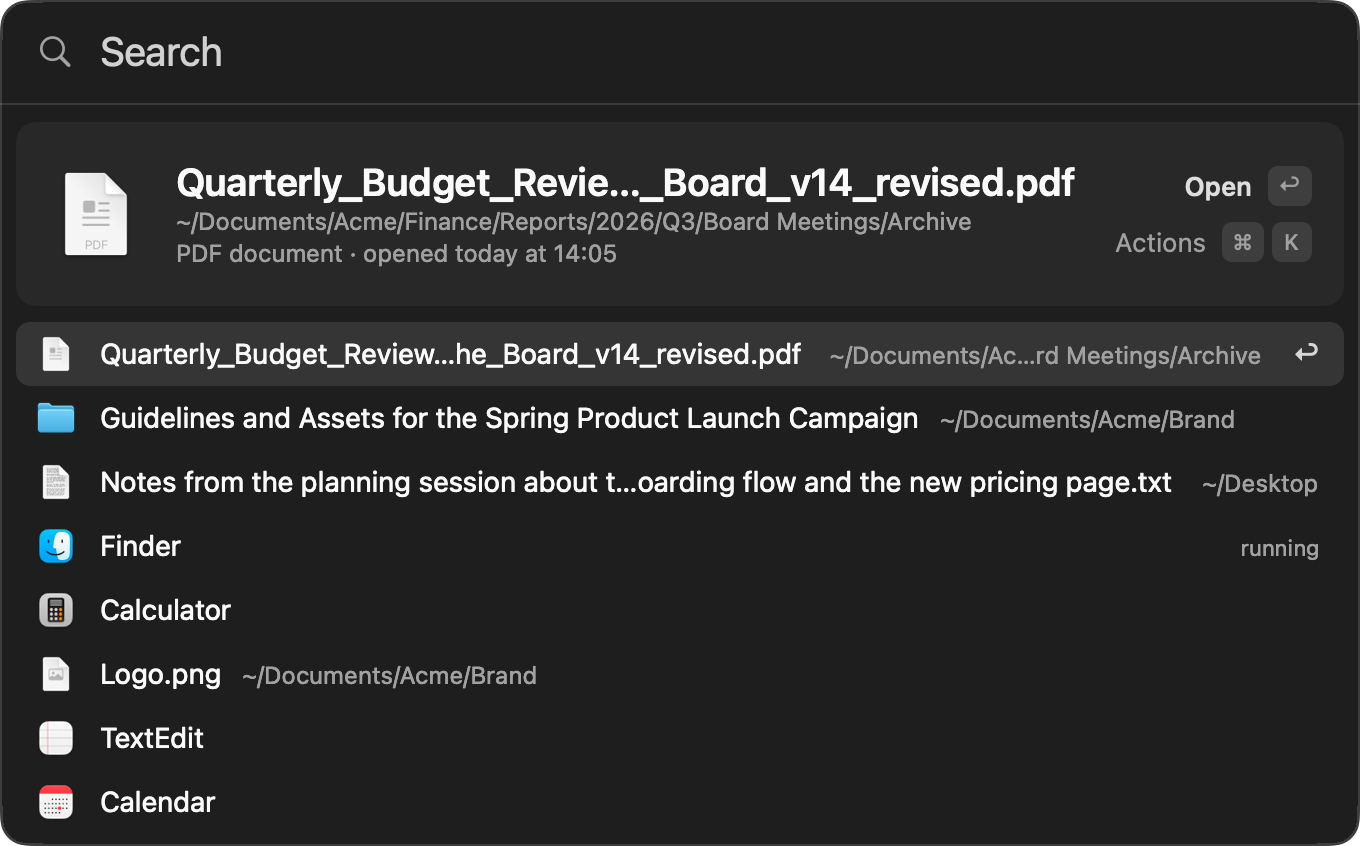 Search
Quarterly_Budget_Revie..._Board_v14_revised.pdf
~/Documents/Acme/Finance/Reports/2026/Q3/Board Meetings/Archive
PDF document · opened today at 14:05
PDF
Open ↩
Actions ⌘ K
Quarterly_Budget_Review...he_Board_v14_revised.pdf ~/Documents/Ac...rd Meetings/Archive ↩
Guidelines and Assets for the Spring Product Launch Campaign ~/Documents/Acme/Brand
Notes from the planning session about t...oarding flow and the new pricing page.txt ~/Desktop
Finder running
Calculator
Logo.png ~/Documents/Acme/Brand
TextEdit
Calendar